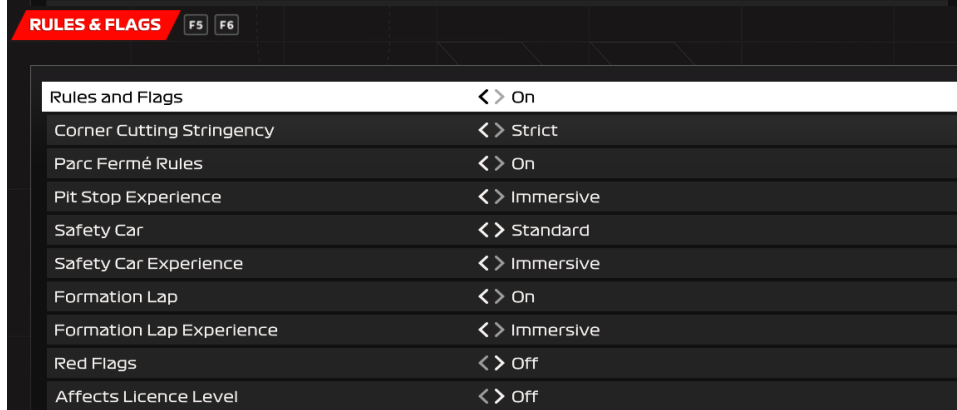 RULES & FLAGS F5 F6
Rules and Flags < > On
Corner Cutting Stringency < > Strict
Parc Fermé Rules < > On
Pit Stop Experience < > Immersive
Safety Car < > Standard
Safety Car Experience < > Immersive
Formation Lap < > On
Formation Lap Experience < > Immersive
Red Flags < > Off
Affects Licence Level < > Off